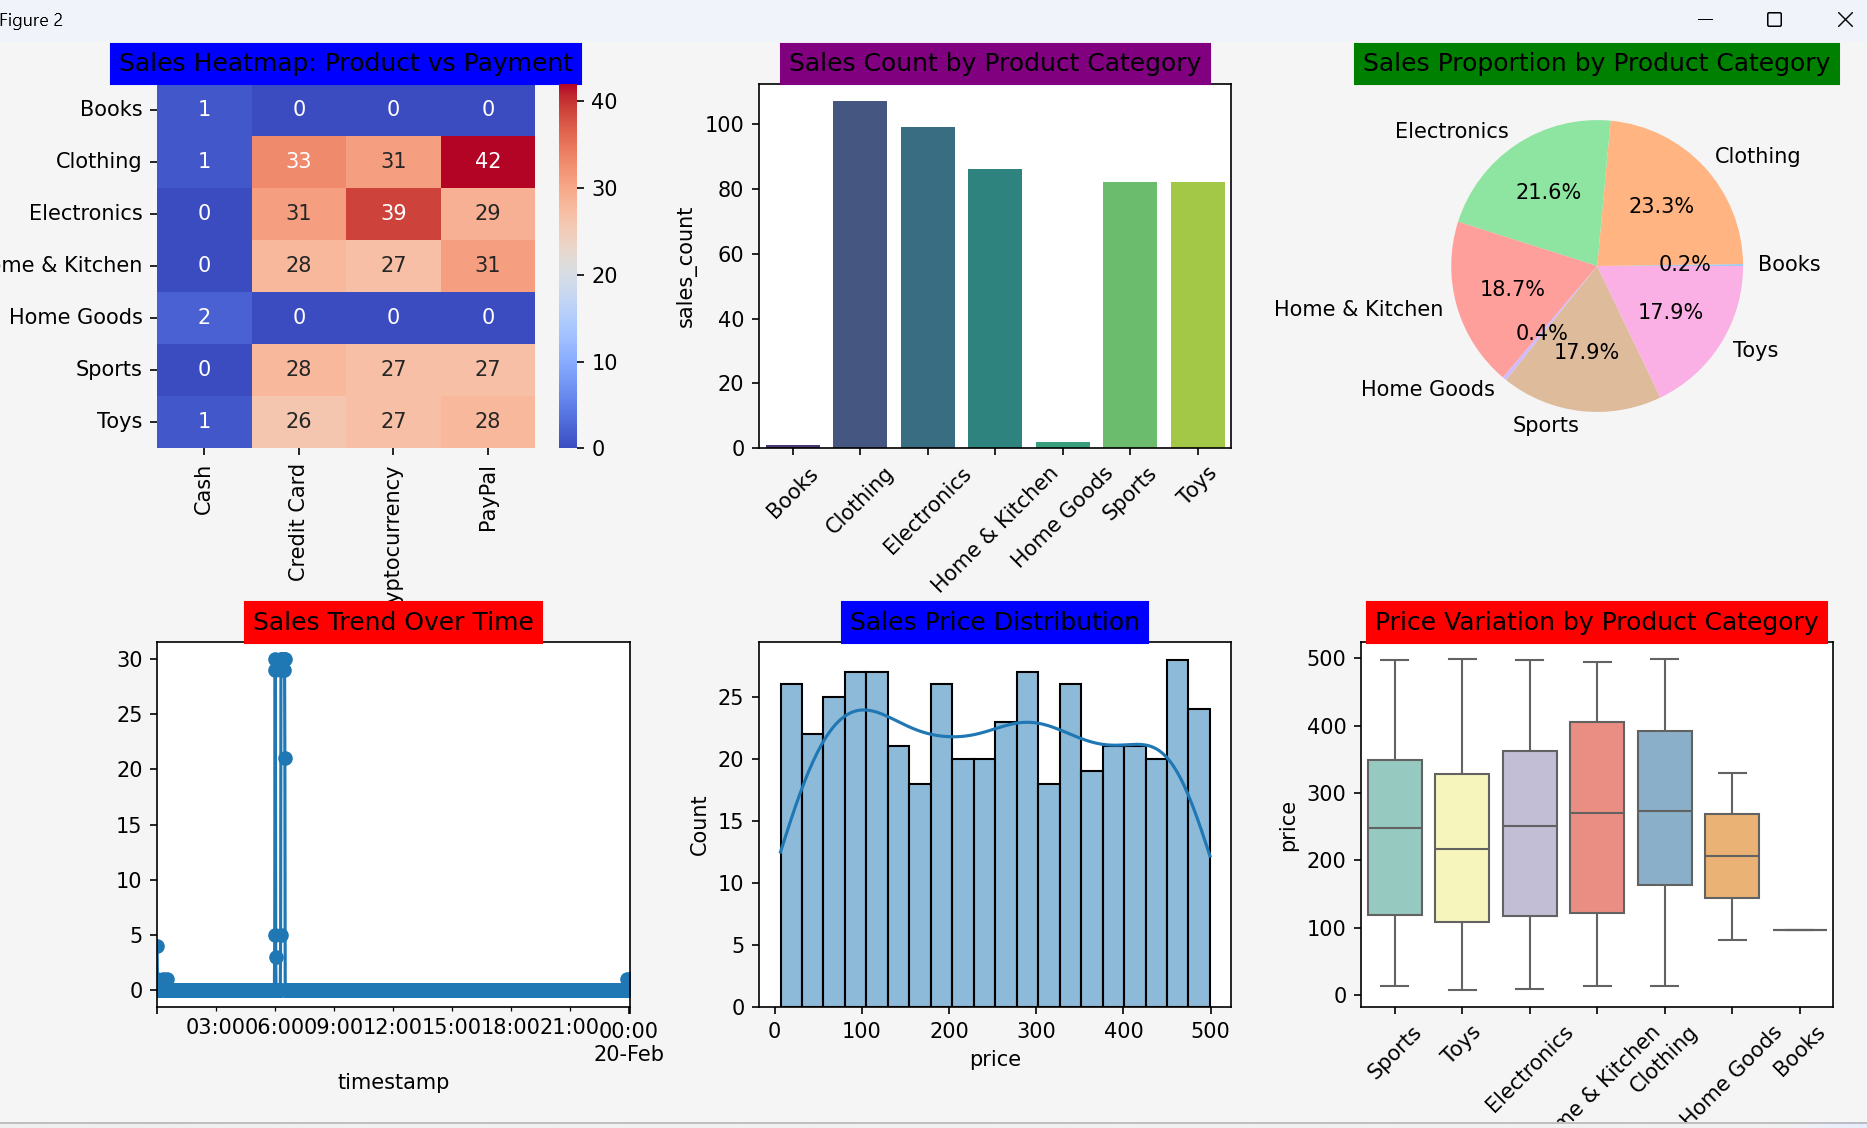 Figure 2
Sales Heatmap: Product vs Payment
Books 1 0 0 0
Clothing 1 33 31 42
Electronics 0 31 39 29
me & Kitchen 0 28 27 31
Home Goods 2 0 0 0
Sports 0 28 27 27
Toys 1 26 27 28
40
30
20
10
0
Cash
Credit Card
yptocurrency
PayPal
Sales Count by Product Category
sales_count
100
80
60
40
20
0
Books
Clothing
Electronics
Home & Kitchen
Home Goods
Sports
Toys
Sales Proportion by Product Category
Electronics
Clothing
21.6%
23.3%
0.2%
Books
18.7%
Home & Kitchen
0.4%
17.9%
17.9%
Toys
Home Goods
Sports
Sales Trend Over Time
30
25
20
15
10
5
0
03:00 06:00 09:00 12:00 15:00 18:00 21:00 00:00
20-Feb
timestamp
Sales Price Distribution
Count
25
20
15
10
5
0
0 100 200 300 400 500
price
Price Variation by Product Category
price
500
400
300
200
100
0
Sports
Toys
Electronics
me & Kitchen
Clothing
Home Goods
Books